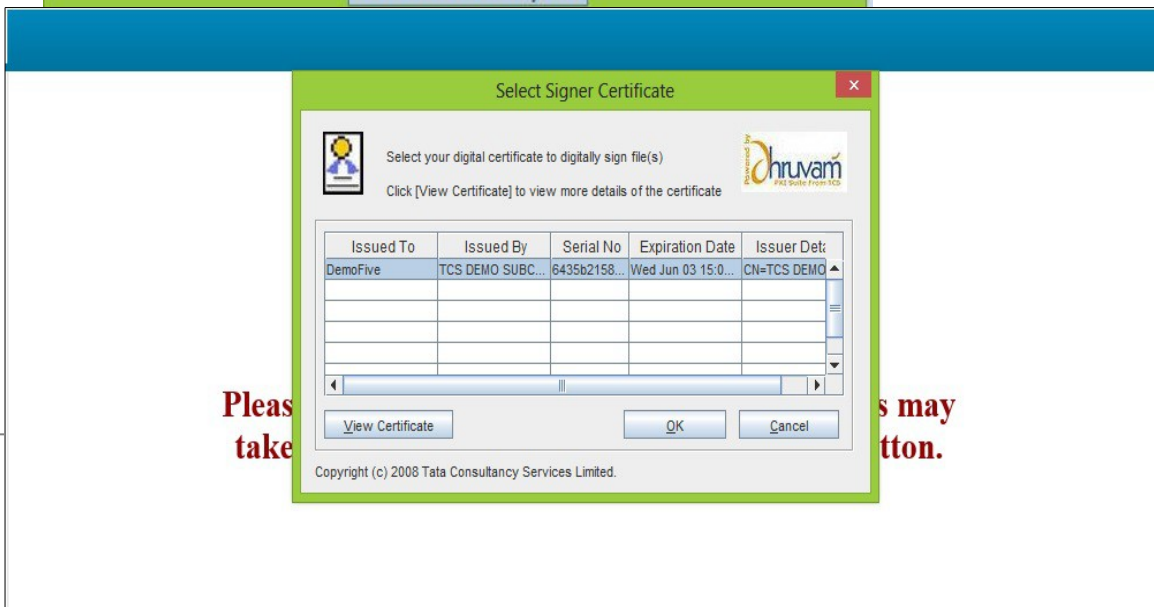 Select Signer Certificate
x
Select your digital certificate to digitally sign file(s)
Click [View Certificate] to view more details of the certificate
Powered by
Dhruvam
PKI Suite From TCS
Issued To Issued By Serial No Expiration Date Issuer Deta
DemoFive TCS DEMO SUBC... 6435b2158... Wed Jun 03 15:0... CN=TCS DEMO
Pleas s may
View Certificate OK Cancel
take tton.
Copyright (c) 2008 Tata Consultancy Services Limited.